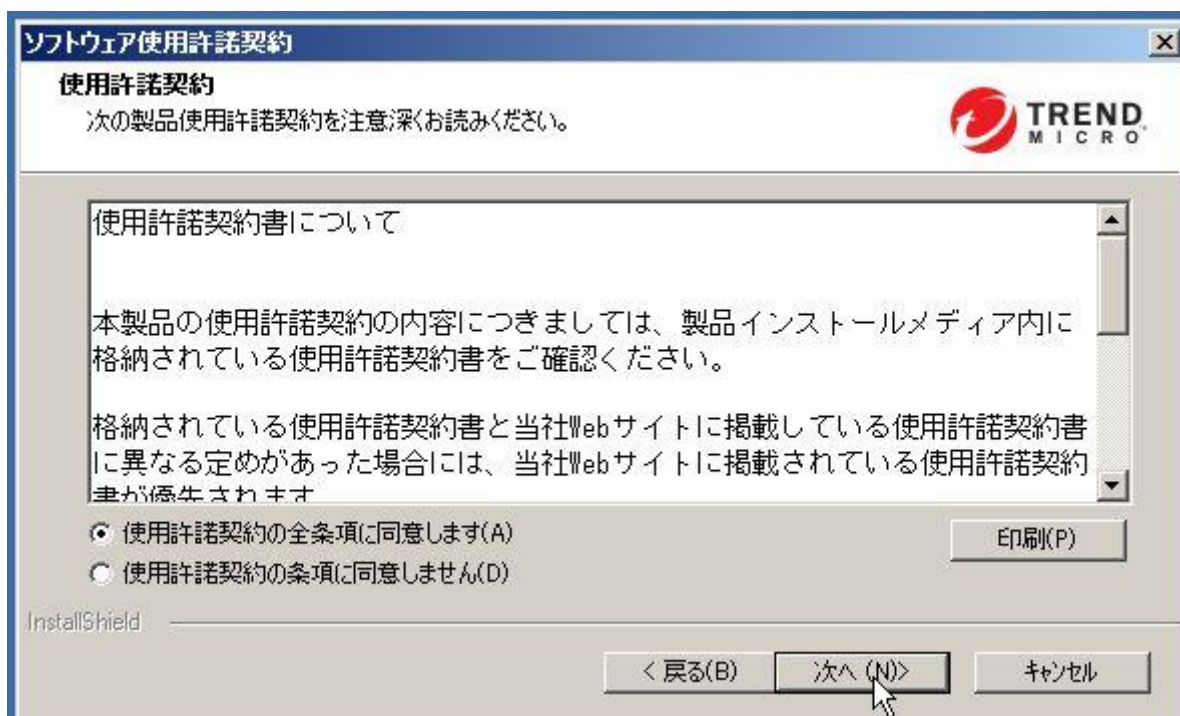 ソフトウェア使用許諾契約
使用許諾契約
次の製品使用許諾契約を注意深くお読みください。
TREND
MICRO
使用許諾契約書について
本製品の使用許諾契約の内容につきましては、製品インストールメディア内に
格納されている使用許諾契約書をご確認ください。
格納されている使用許諾契約書と当社Webサイトに掲載している使用許諾契約書
に異なる定めがあった場合には、当社Webサイトに掲載されている使用許諾契約
書が優先されます
使用許諾契約の全条項に同意します(A)
印刷(P)
使用許諾契約の条項に同意しません(D)
InstallShield
< 戻る(B)
次へ (N)>
キャンセル